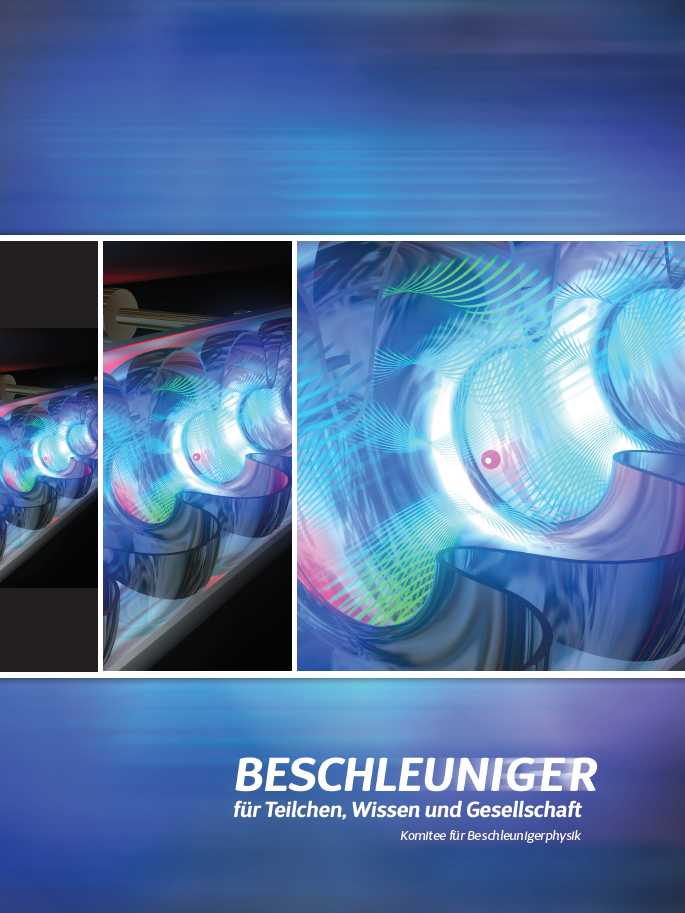 BESCHLEUNIGER
für Teilchen, Wissen und Gesellschaft
Komitee für Beschleunigerphysik